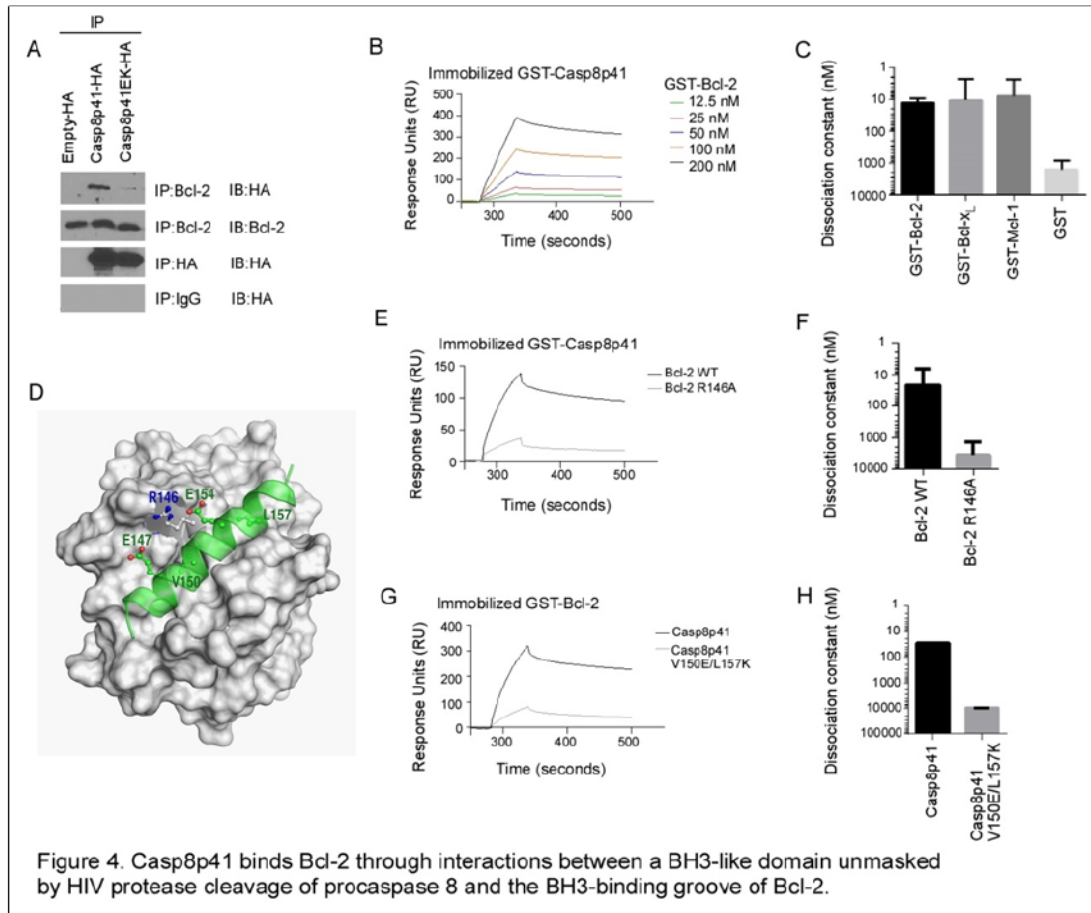 A
IP
Empty-HA
Casp8p41-HA
Casp8p41EK-HA
IP:Bcl-2 IB:HA
IP:Bcl-2 IB:Bcl-2
IP:HA IB:HA
IP:IgG IB:HA
B
Immobilized GST-Casp8p41
Response Units (RU)
500
400
300
200
100
0
300 400 500
Time (seconds)
GST-Bcl-2
12.5 nM
25 nM
50 nM
100 nM
200 nM
C
Dissociation constant (nM)
1
10
100
1000
10000
GST-Bcl-2
GST-Bcl-xL
GST-Mcl-1
GST
D
R146
E154
L157
E147
V150
E
Immobilized GST-Casp8p41
Response Units (RU)
150
100
50
0
300 400 500
Time (seconds)
Bcl-2 WT
Bcl-2 R146A
F
Dissociation constant (nM)
1
10
100
1000
10000
Bcl-2 WT
Bcl-2 R146A
G
Immobilized GST-Bcl-2
Response Units (RU)
400
300
200
100
0
300 400 500
Time (seconds)
Casp8p41
Casp8p41
V150E/L157K
H
Dissociation constant (nM)
1
10
100
1000
10000
100000
Casp8p41
Casp8p41
V150E/L157K
Figure 4. Casp8p41 binds Bcl-2 through interactions between a BH3-like domain unmasked
by HIV protease cleavage of procaspase 8 and the BH3-binding groove of Bcl-2.